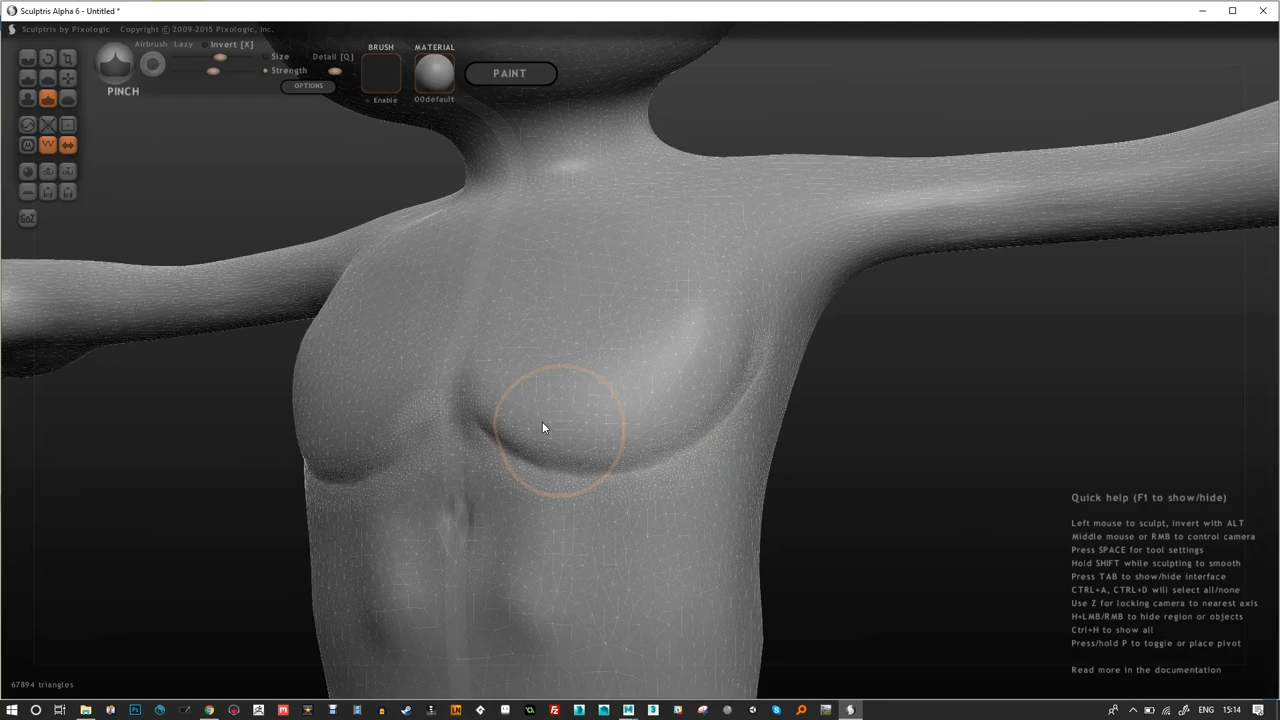 Sculptris Alpha 6 - Untitled *
Sculptris by Pixologic Copyright © 2009-2015 Pixologic, Inc.
Airbrush Lazy Invert [X]
BRUSH
MATERIAL
Size
Detail [Q]
Strength
PINCH
OPTIONS
PAINT
Enable
00default
GoZ
Quick help (F1 to show/hide)
Left mouse to sculpt, invert with ALT
Middle mouse or RMB to control camera
Press SPACE for tool settings
Hold SHIFT while sculpting to smooth
Press TAB to show/hide interface
CTRL+A, CTRL+D will select all/none
Use Z for locking camera to nearest axis
H+LMB/RMB to hide region or objects
Ctrl+H to show all
Press/hold P to toggle or place pivot
Read more in the documentation
67894 triangles
15:14